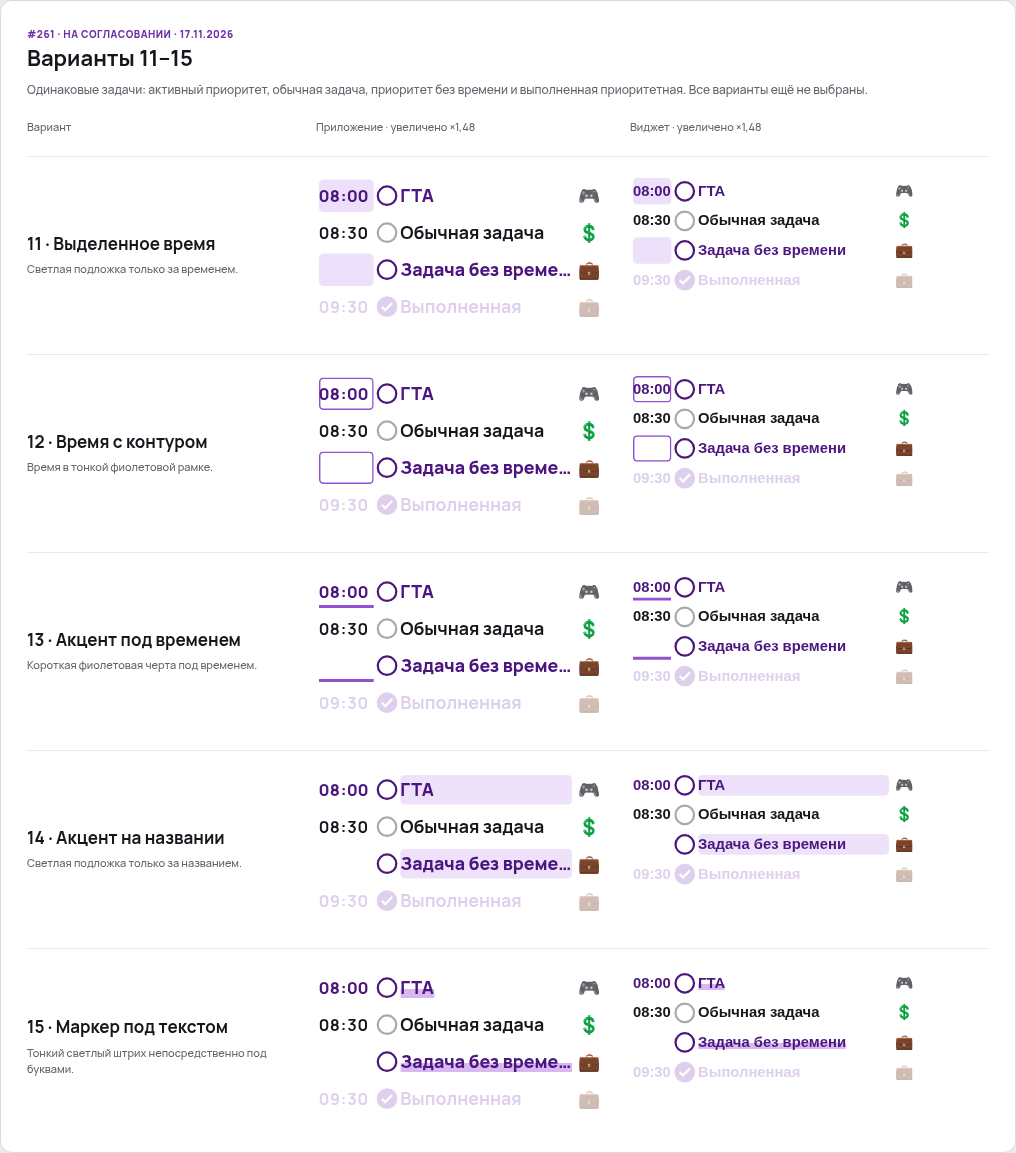 #261 · НА СОГЛАСОВАНИИ · 17.11.2026
Варианты 11–15
Одинаковые задачи: активный приоритет, обычная задача, приоритет без времени и выполненная приоритетная. Все варианты ещё не выбраны.
Вариант Приложение · увеличено ×1,48 Виджет · увеличено ×1,48
11 · Выделенное время
Светлая подложка только за временем.
08:00 ГТА
08:30 Обычная задача
Задача без време...
09:30 Выполненная
08:00 ГТА
08:30 Обычная задача
Задача без времени
09:30 Выполненная
12 · Время с контуром
Время в тонкой фиолетовой рамке.
08:00 ГТА
08:30 Обычная задача
Задача без време...
09:30 Выполненная
08:00 ГТА
08:30 Обычная задача
Задача без времени
09:30 Выполненная
13 · Акцент под временем
Короткая фиолетовая черта под временем.
08:00 ГТА
08:30 Обычная задача
Задача без време...
09:30 Выполненная
08:00 ГТА
08:30 Обычная задача
Задача без времени
09:30 Выполненная
14 · Акцент на названии
Светлая подложка только за названием.
08:00 ГТА
08:30 Обычная задача
Задача без време...
09:30 Выполненная
08:00 ГТА
08:30 Обычная задача
Задача без времени
09:30 Выполненная
15 · Маркер под текстом
Тонкий светлый штрих непосредственно под
буквами.
08:00 ГТА
08:30 Обычная задача
Задача без време...
09:30 Выполненная
08:00 ГТА
08:30 Обычная задача
Задача без времени
09:30 Выполненная